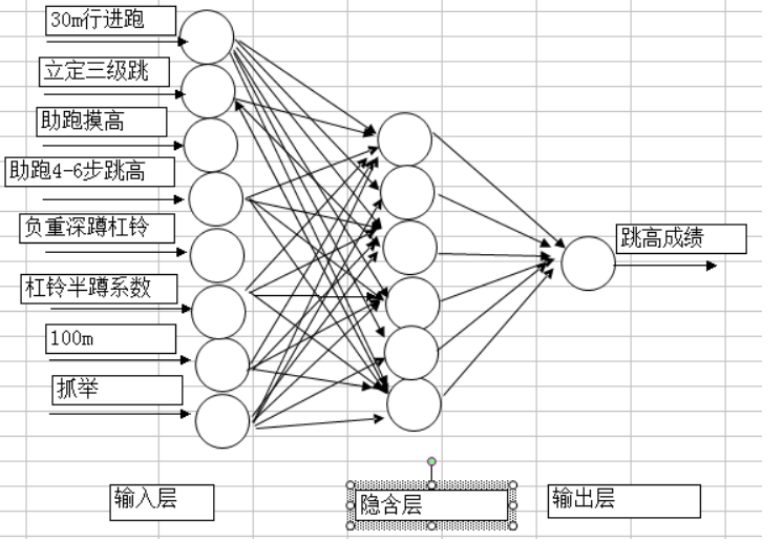 30m行进跑
立定三级跳
助跑摸高
助跑4-6步跳高
负重深蹲杠铃
杠铃半蹲系数
100m
抓举
跳高成绩
输入层
隐含层
输出层